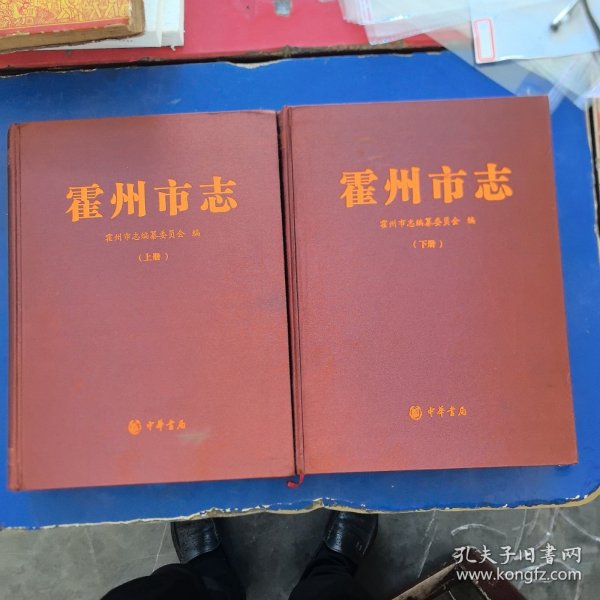 霍州市志
霍州市志编纂委员会 编
(上册)
中华书局
霍州市志
霍州市志编纂委员会 编
(下册)
中华书局
孔夫子旧书网
www.kongfz.com